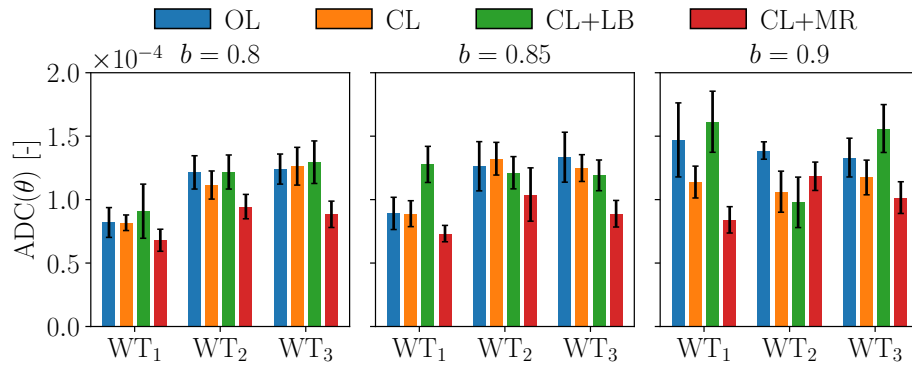 OL CL CL+LB CL+MR
×10⁻⁴ b = 0.8 b = 0.85 b = 0.9
ADC(θ) [-]
2.0
1.5
1.0
0.5
0.0
WT₁ WT₂ WT₃ WT₁ WT₂ WT₃ WT₁ WT₂ WT₃